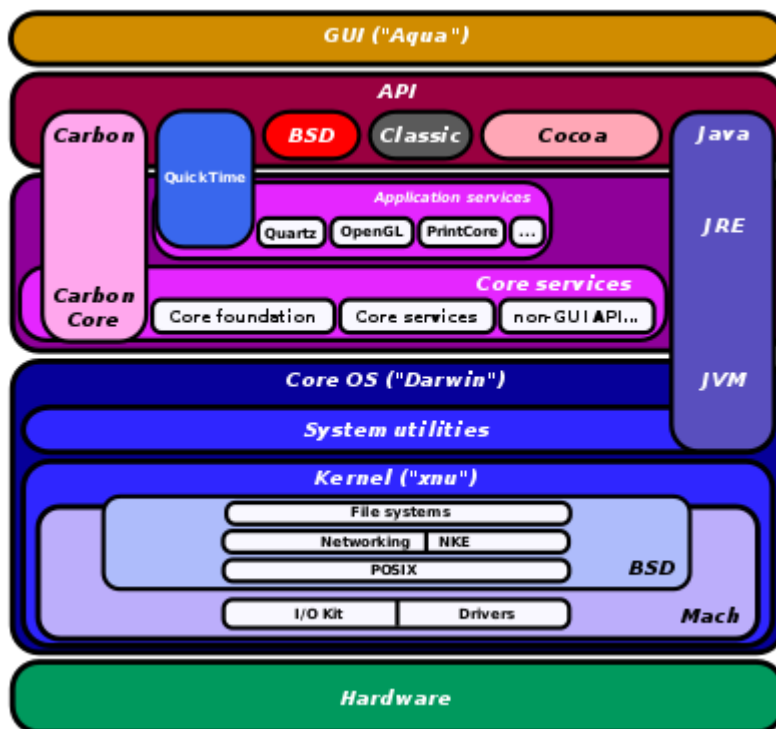 GUI ("Aqua")
API
Carbon
QuickTime
BSD
Classic
Cocoa
Java
Application services
Quartz
OpenGL
PrintCore
...
JRE
Core services
Carbon
Core
Core foundation
Core services
non-GUI API...
Core OS ("Darwin")
JVM
System utilities
Kernel ("xnu")
File systems
Networking
NKE
POSIX
BSD
I/O Kit
Drivers
Mach
Hardware